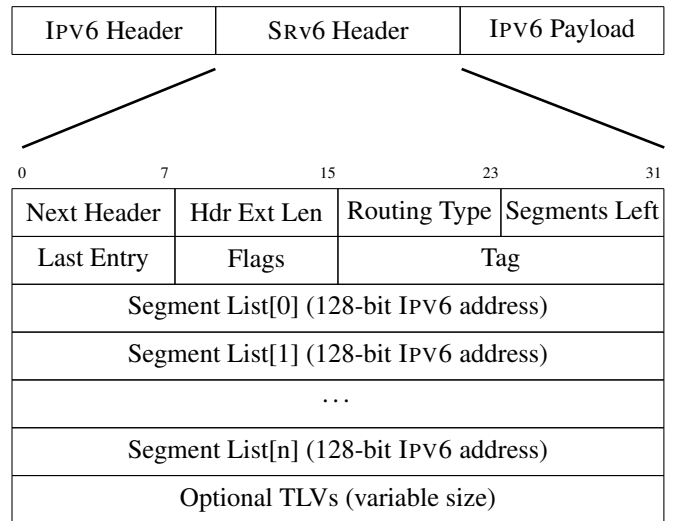 IPV6 Header SRV6 Header IPV6 Payload
0 7 15 23 31
Next Header Hdr Ext Len Routing Type Segments Left
Last Entry Flags Tag
Segment List[0] (128-bit IPV6 address)
Segment List[1] (128-bit IPV6 address)
...
Segment List[n] (128-bit IPV6 address)
Optional TLVs (variable size)